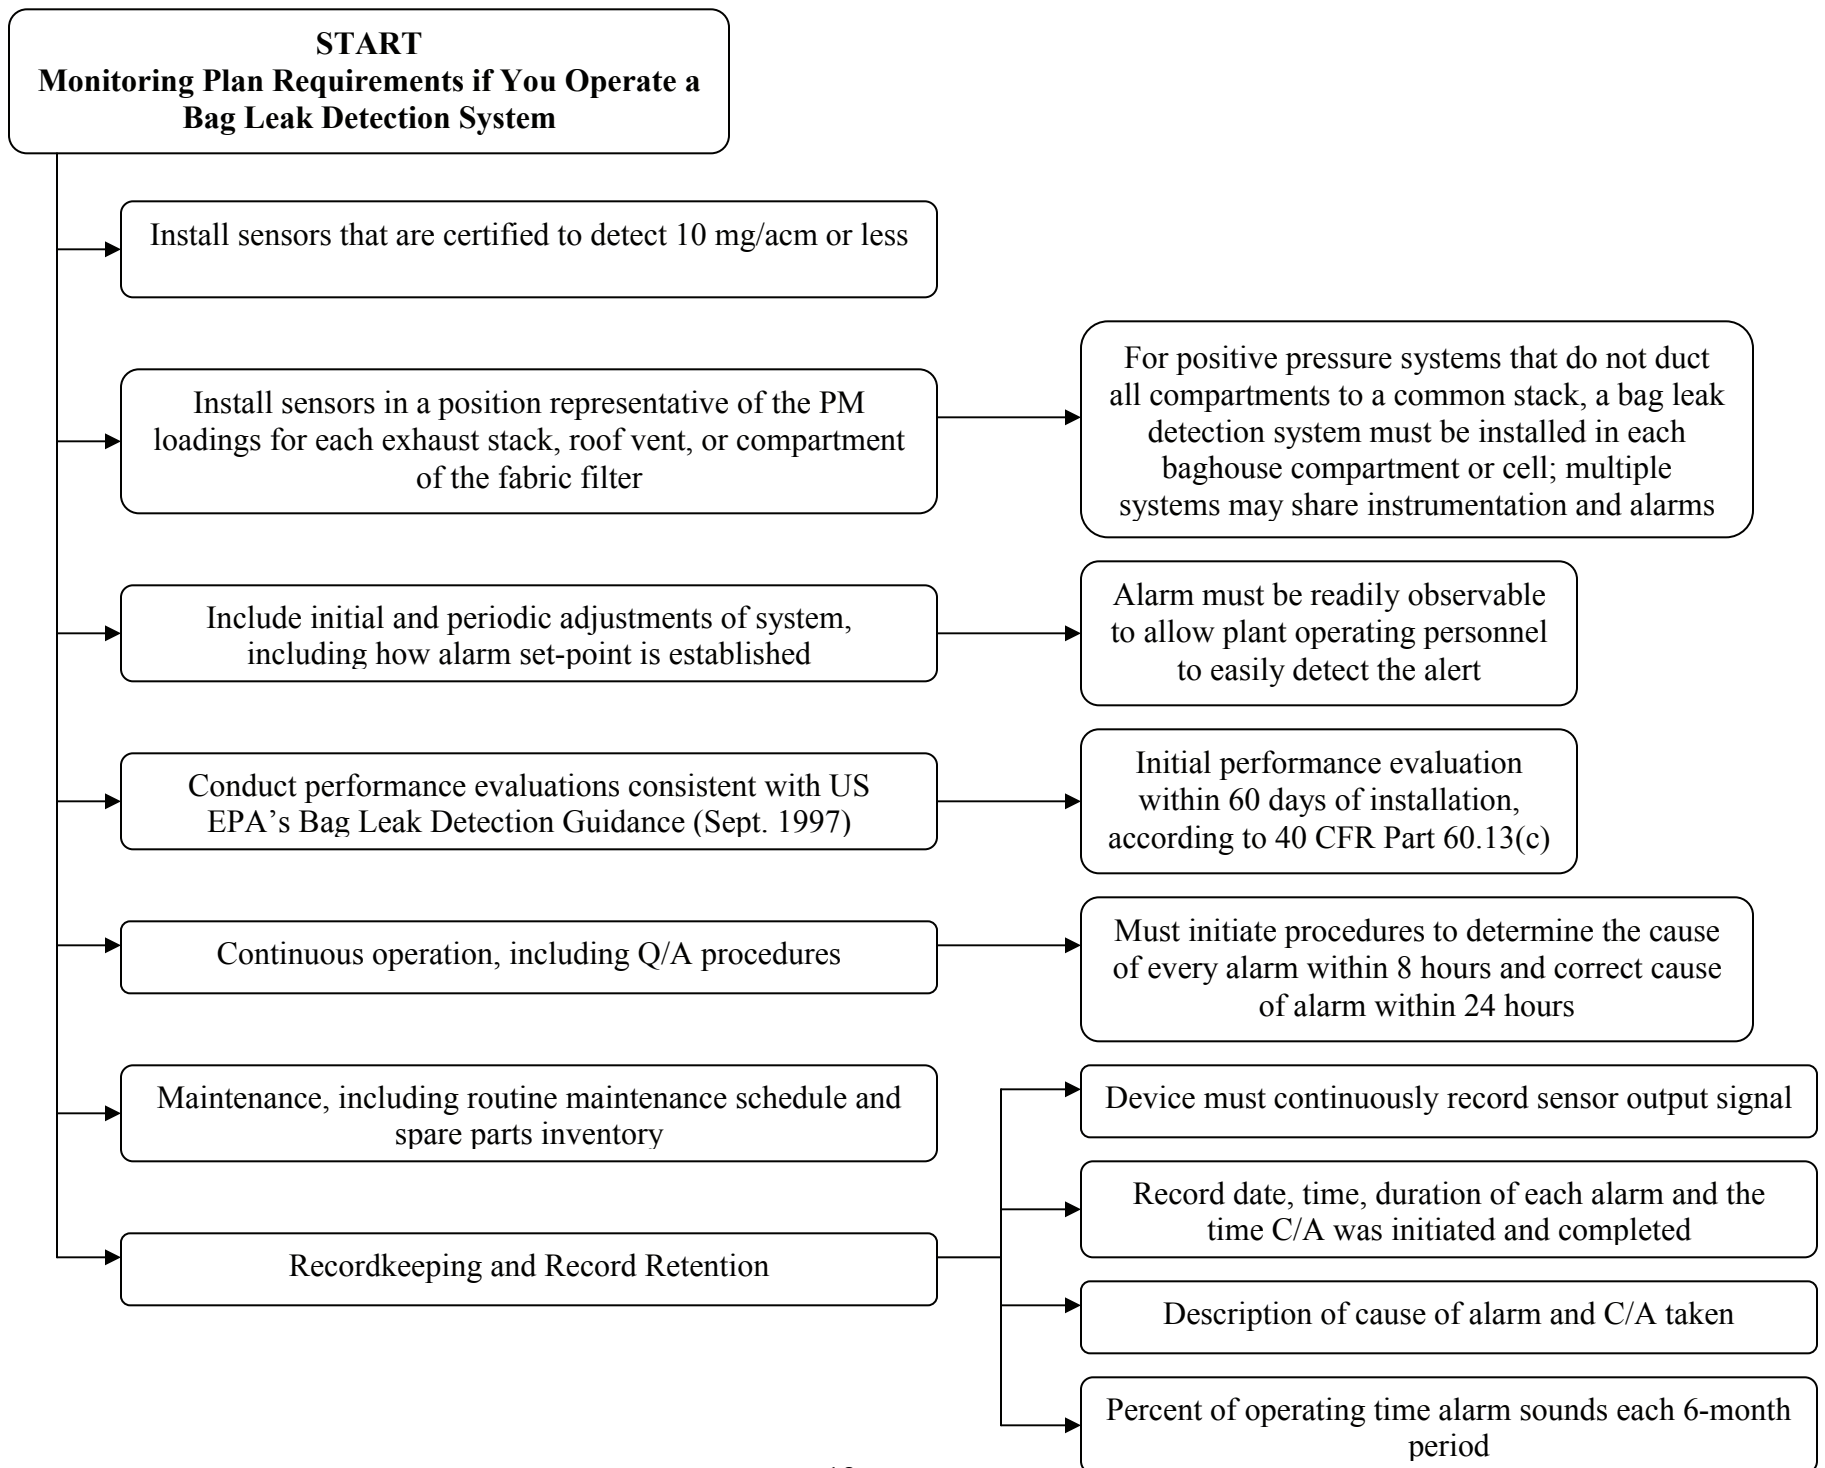 START
Monitoring Plan Requirements if You Operate a
Bag Leak Detection System
Install sensors that are certified to detect 10 mg/acm or less
Install sensors in a position representative of the PM
loadings for each exhaust stack, roof vent, or compartment
of the fabric filter
For positive pressure systems that do not duct
all compartments to a common stack, a bag leak
detection system must be installed in each
baghouse compartment or cell; multiple
systems may share instrumentation and alarms
Include initial and periodic adjustments of system,
including how alarm set-point is established
Alarm must be readily observable
to allow plant operating personnel
to easily detect the alert
Conduct performance evaluations consistent with US
EPA’s Bag Leak Detection Guidance (Sept. 1997)
Initial performance evaluation
within 60 days of installation,
according to 40 CFR Part 60.13(c)
Continuous operation, including Q/A procedures
Must initiate procedures to determine the cause
of every alarm within 8 hours and correct cause
of alarm within 24 hours
Maintenance, including routine maintenance schedule and
spare parts inventory
Recordkeeping and Record Retention
Device must continuously record sensor output signal
Record date, time, duration of each alarm and the
time C/A was initiated and completed
Description of cause of alarm and C/A taken
Percent of operating time alarm sounds each 6-month
period